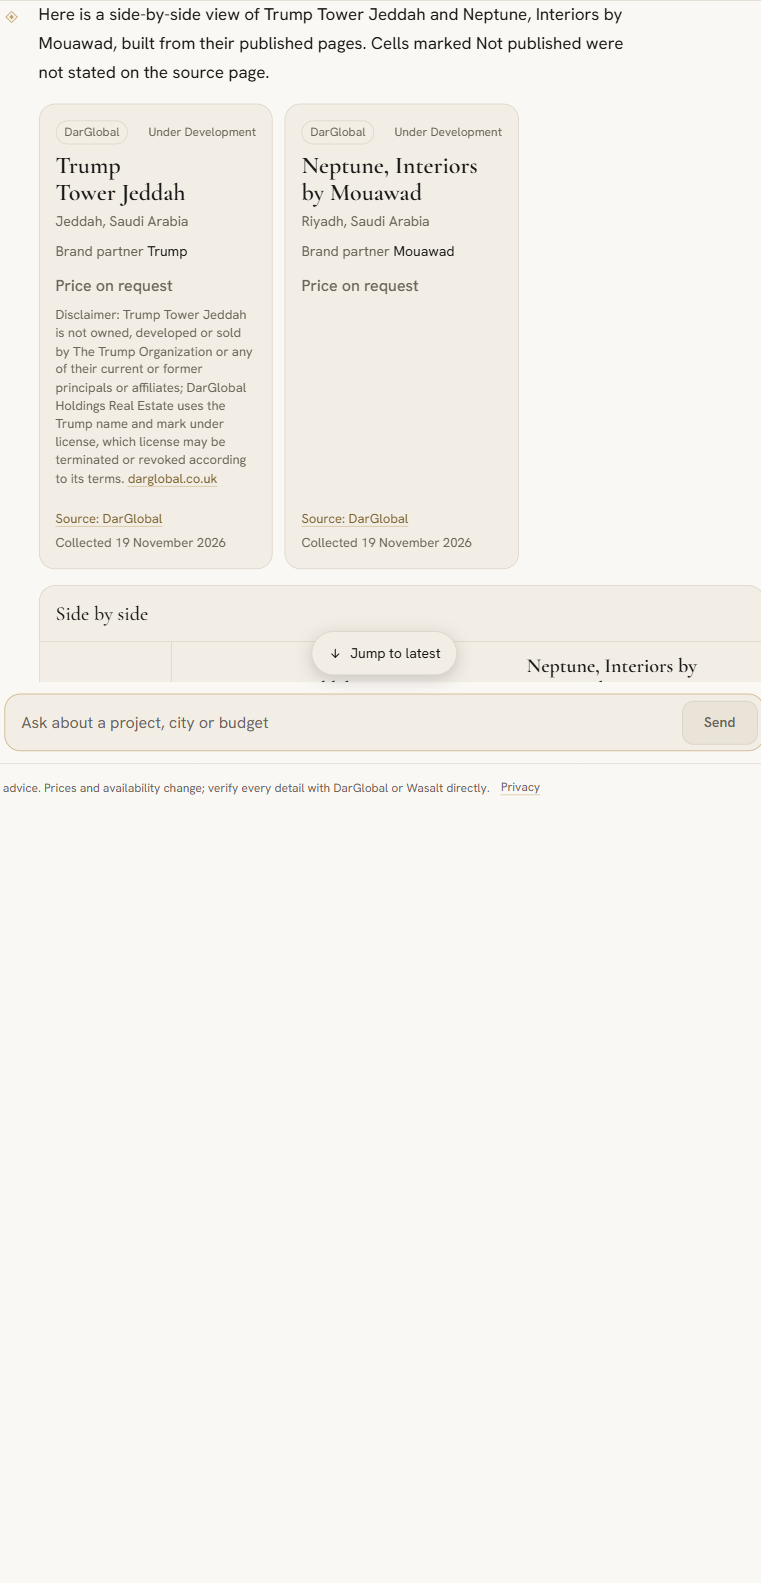 Here is a side-by-side view of Trump Tower Jeddah and Neptune, Interiors by
Mouawad, built from their published pages. Cells marked Not published were
not stated on the source page.
DarGlobal
Under Development
Trump
Tower Jeddah
Jeddah, Saudi Arabia
Brand partner Trump
Price on request
Disclaimer: Trump Tower Jeddah
is not owned, developed or sold
by The Trump Organization or any
of their current or former
principals or affiliates; DarGlobal
Holdings Real Estate uses the
Trump name and mark under
license, which license may be
terminated or revoked according
to its terms. darglobal.co.uk
Source: DarGlobal
Collected 19 November 2026
DarGlobal
Under Development
Neptune, Interiors
by Mouawad
Riyadh, Saudi Arabia
Brand partner Mouawad
Price on request
Source: DarGlobal
Collected 19 November 2026
Side by side
Neptune, Interiors by
Jump to latest
Ask about a project, city or budget
Send
advice. Prices and availability change; verify every detail with DarGlobal or Wasalt directly.
Privacy